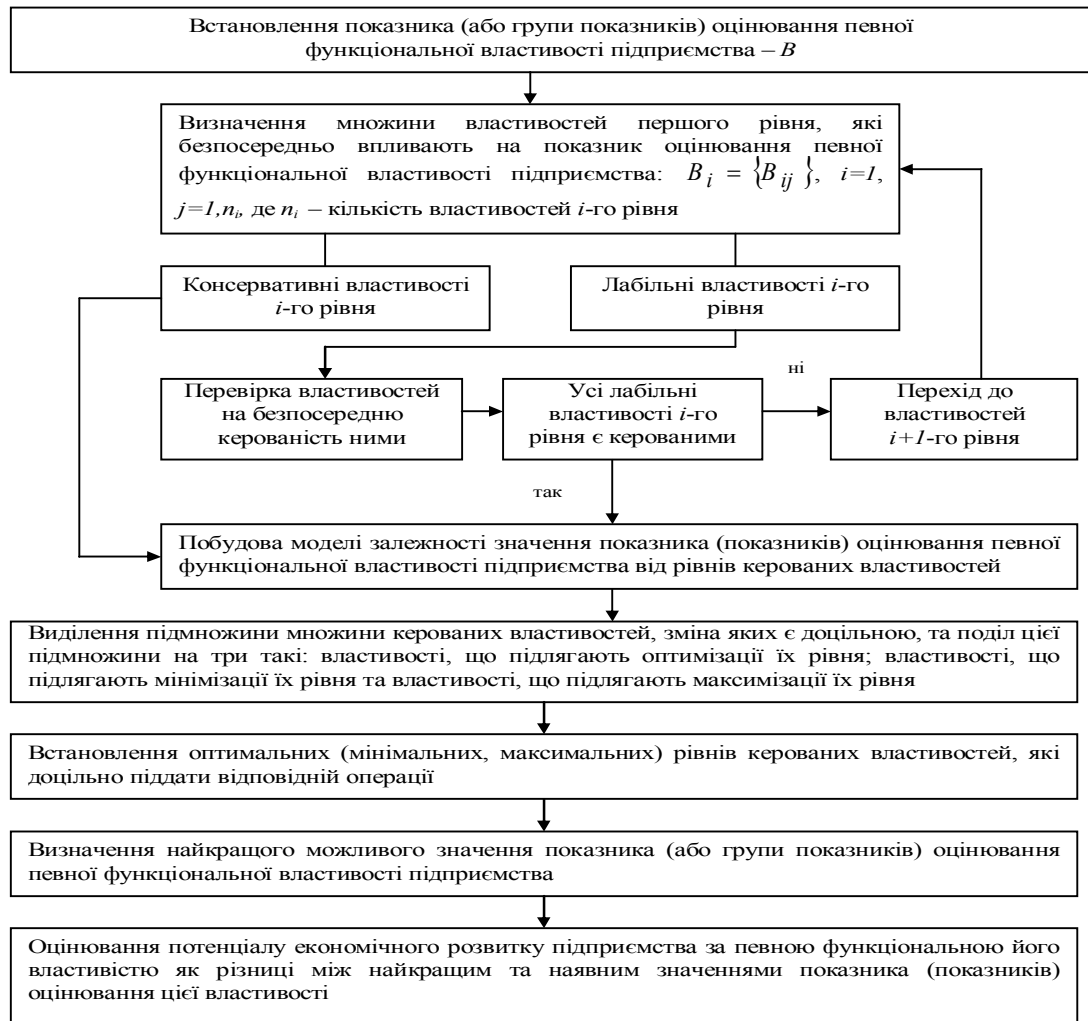 Встановлення показника (або групи показників) оцінювання певної
функціональної властивості підприємства – В
Визначення множини властивостей першого рівня, які
безпосередньо впливають на показник оцінювання певної
функціональної властивості підприємства: B i = {B ij }, i=1,
j=1,nᵢ, де nᵢ – кількість властивостей i-го рівня
Консервативні властивості
i-го рівня
Лабільні властивості i-го
рівня
Перевірка властивостей
на безпосередню
керованість ними
Усі лабільні
властивості i-го
рівня є керованими
ні
Перехід до
властивостей
i+1-го рівня
так
Побудова моделі залежності значення показника (показників) оцінювання певної
функціональної властивості підприємства від рівнів керованих властивостей
Виділення підмножини множини керованих властивостей, зміна яких є доцільною, та поділ цієї
підмножини на три такі: властивості, що підлягають оптимізації їх рівня; властивості, що
підлягають мінімізації їх рівня та властивості, що підлягають максимізації їх рівня
Встановлення оптимальних (мінімальних, максимальних) рівнів керованих властивостей, які
доцільно піддати відповідній операції
Визначення найкращого можливого значення показника (або групи показників) оцінювання
певної функціональної властивості підприємства
Оцінювання потенціалу економічного розвитку підприємства за певною функціональною його
властивістю як різниці між найкращим та наявним значеннями показника (показників)
оцінювання цієї властивості